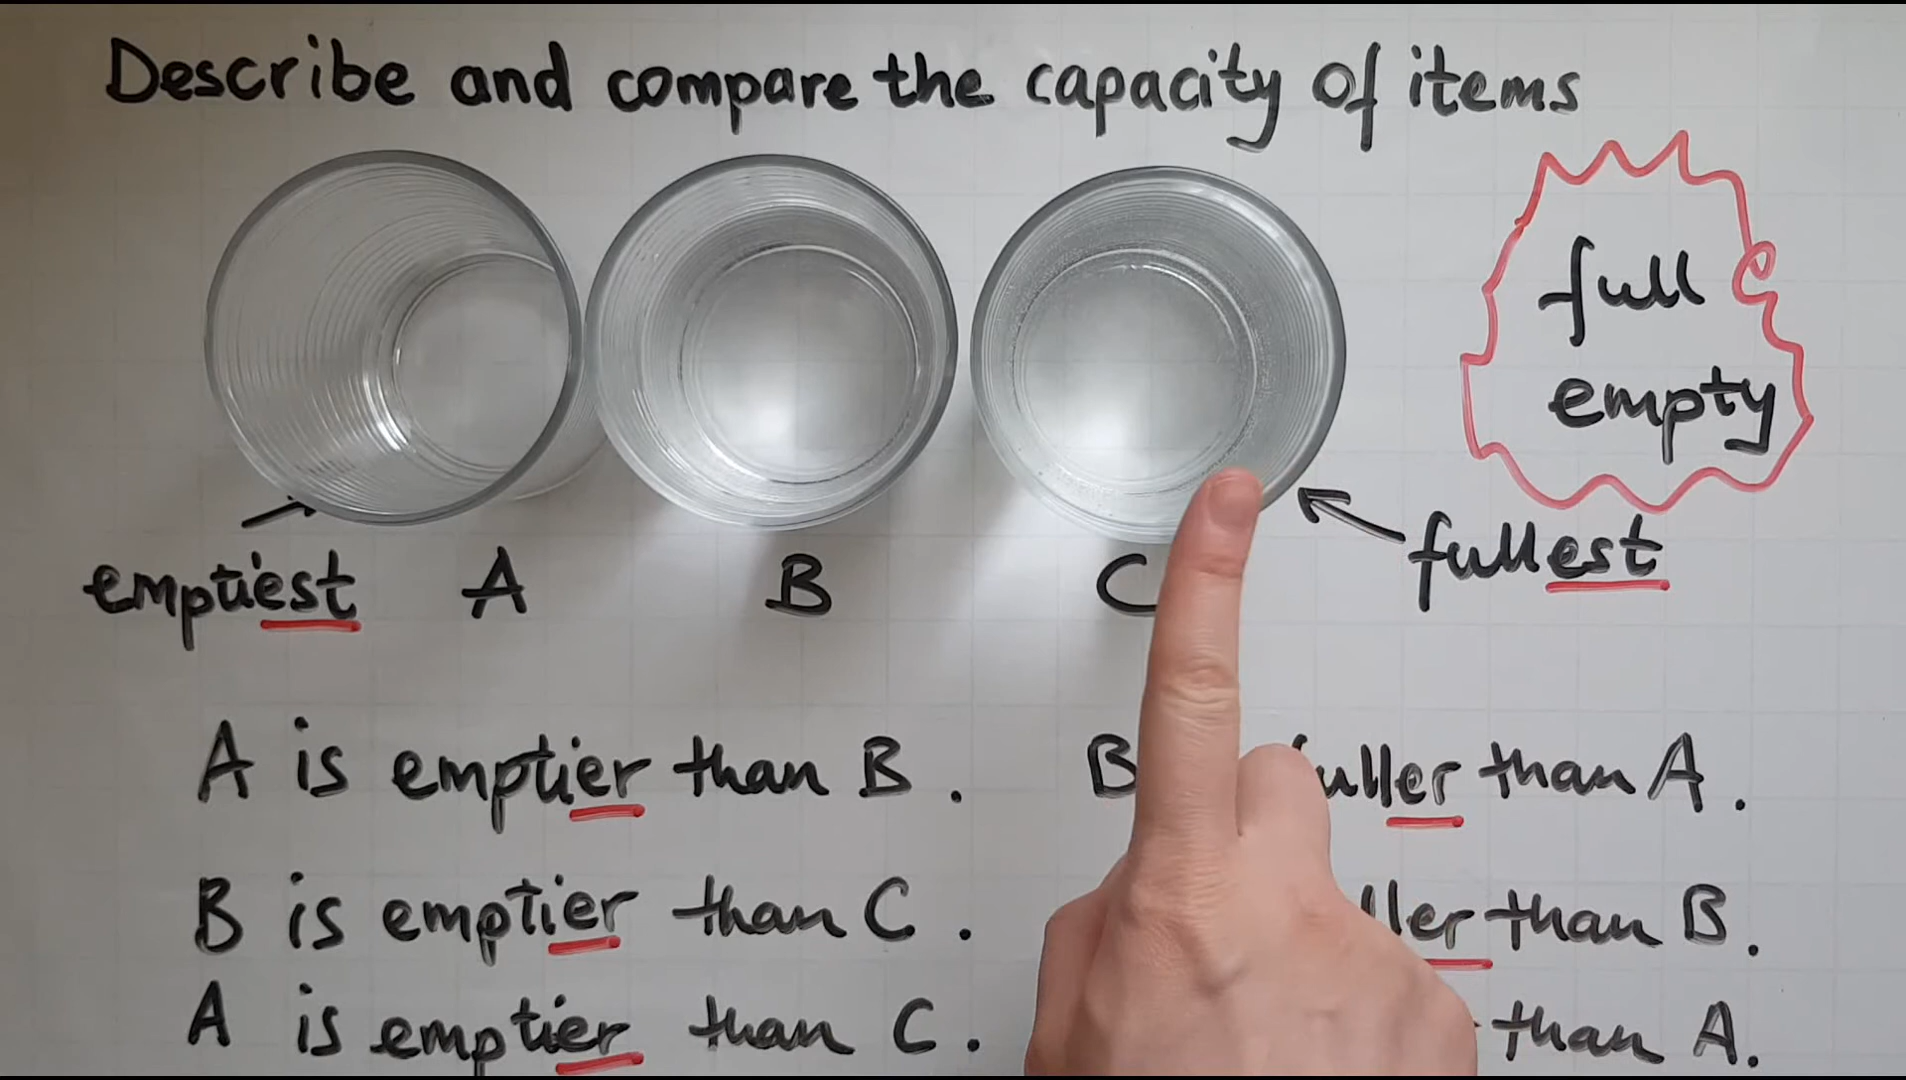 Describe and compare the capacity of items
full
empty
emptiest A B C fullest
A is emptier than B. B fuller than A.
B is emptier than C. ller than B.
A is emptier than C. than A.